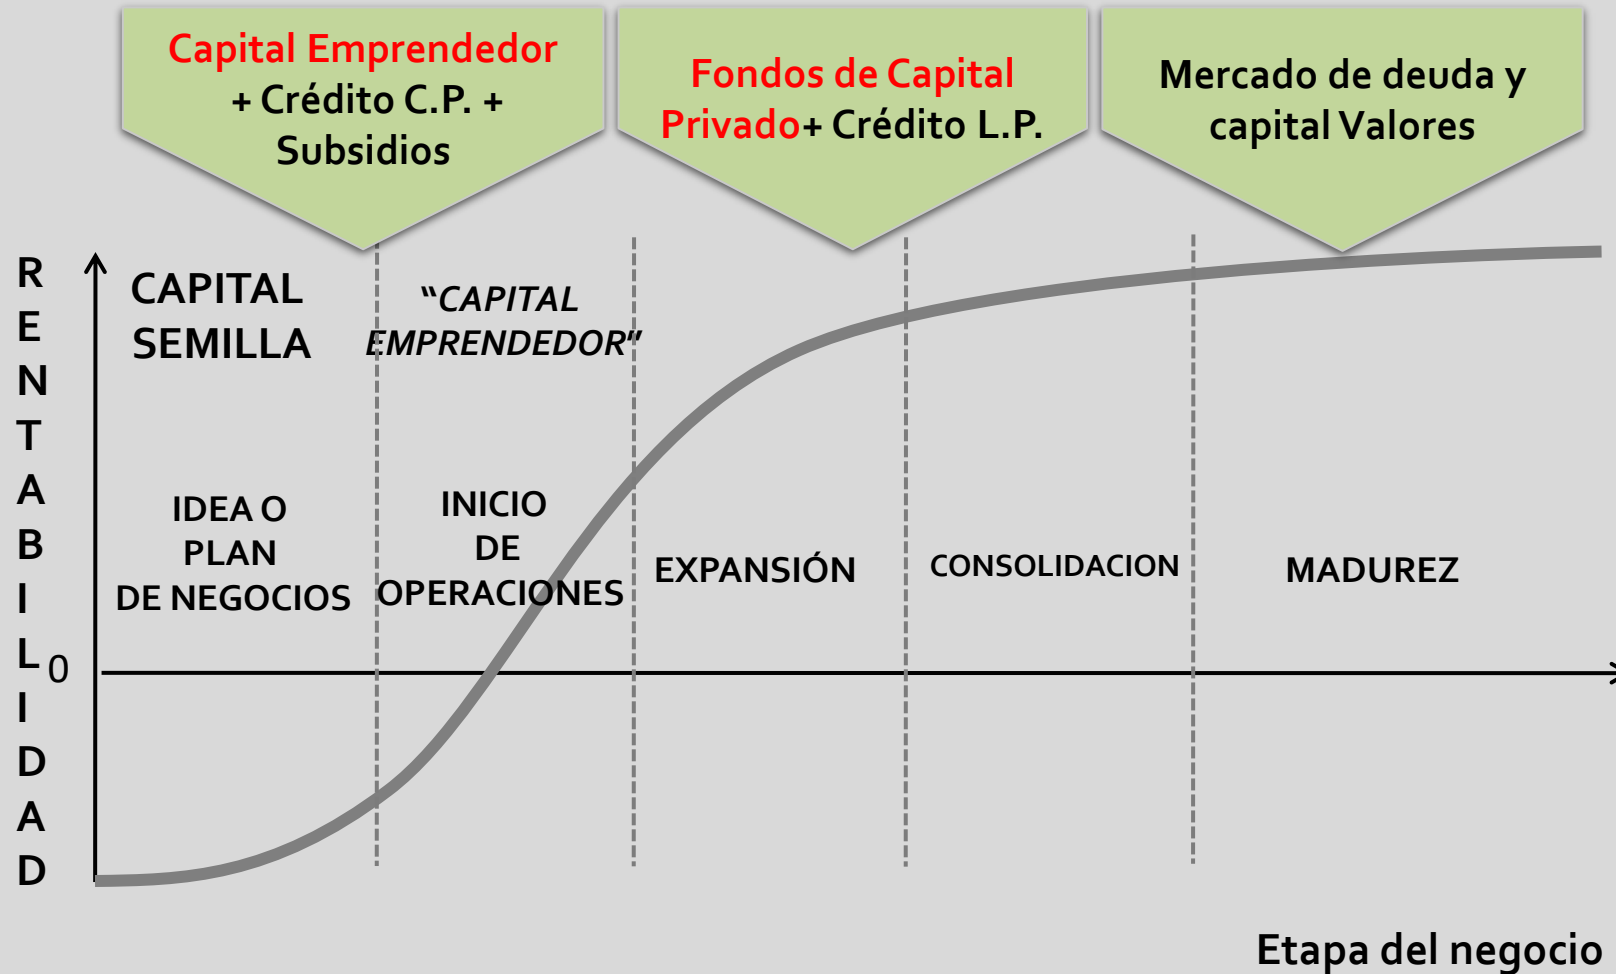 Capital Emprendedor
+ Crédito C.P. +
Subsidios
Fondos de Capital
Privado+ Crédito L.P.
Mercado de deuda y
capital Valores
RENTABILIDAD
CAPITAL
SEMILLA
"CAPITAL
EMPRENDEDOR"
IDEA O
PLAN
DE NEGOCIOS
INICIO
DE
OPERACIONES
EXPANSIÓN
CONSOLIDACION
MADUREZ
0
Etapa del negocio